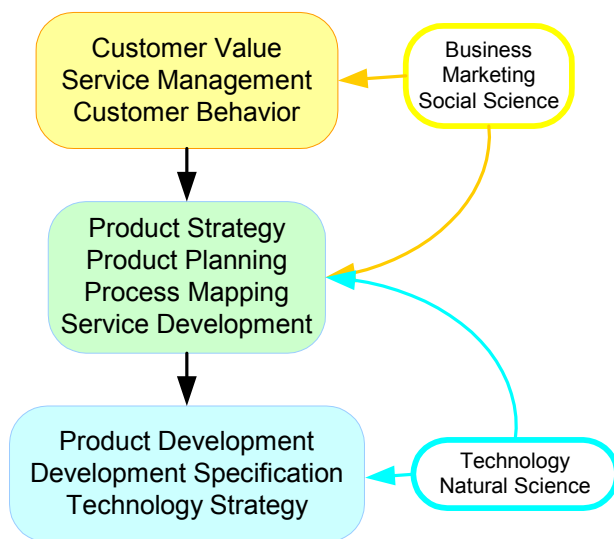 Customer Value
Service Management
Customer Behavior
Business
Marketing
Social Science
Product Strategy
Product Planning
Process Mapping
Service Development
Product Development
Development Specification
Technology Strategy
Technology
Natural Science